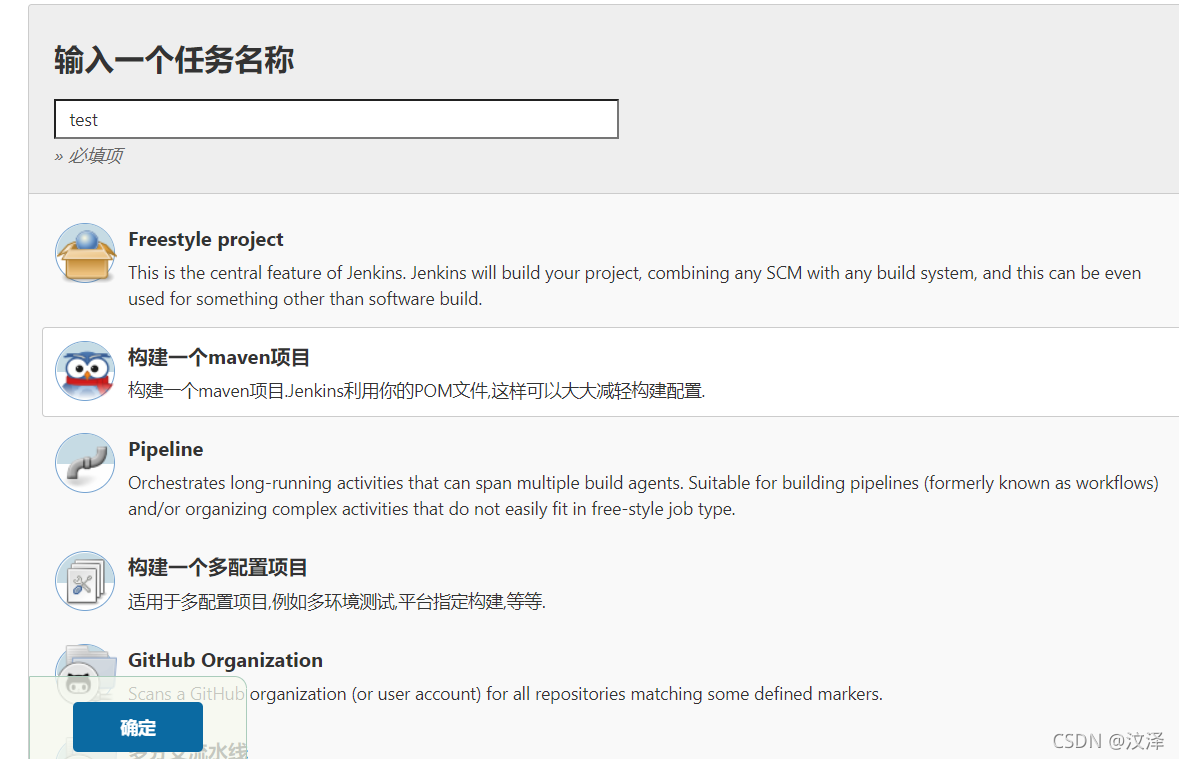 输入一个任务名称
test
» 必填项
Freestyle project
This is the central feature of Jenkins. Jenkins will build your project, combining any SCM with any build system, and this can be even
used for something other than software build.
构建一个maven项目
构建一个maven项目.Jenkins利用你的POM文件,这样可以大大减轻构建配置.
Pipeline
Orchestrates long-running activities that can span multiple build agents. Suitable for building pipelines (formerly known as workflows)
and/or organizing complex activities that do not easily fit in free-style job type.
构建一个多配置项目
适用于多配置项目,例如多环境测试,平台指定构建,等等.
GitHub Organization
Scans a GitHub organization (or user account) for all repositories matching some defined markers.
确定
多分支流水线
CSDN @汶泽